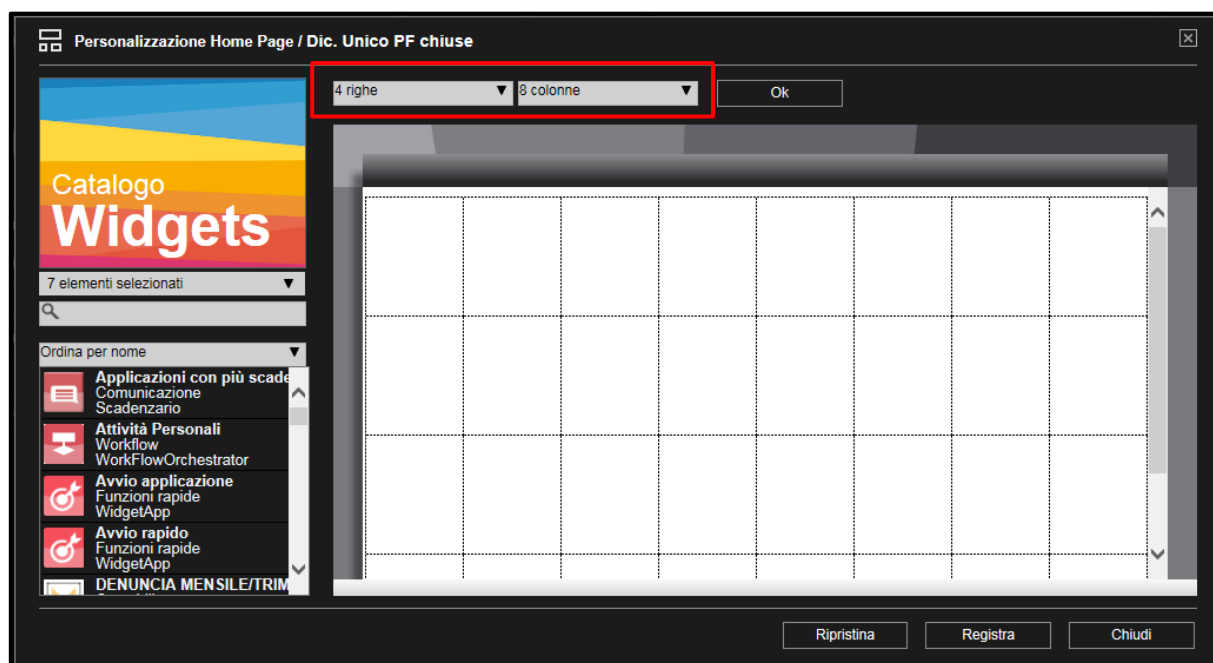 Personalizzazione Home Page / Dic. Unico PF chiuse
4 righe
8 colonne
Ok
Catalogo
Widgets
7 elementi selezionati
Ordina per nome
Applicazioni con più scade
Comunicazione
Scadenzario
Attività Personali
Workflow
WorkFlowOrchestrator
Avvio applicazione
Funzioni rapide
WidgetApp
Avvio rapido
Funzioni rapide
WidgetApp
DENUNCIA MENSILE/TRIM
Ripristina
Registra
Chiudi